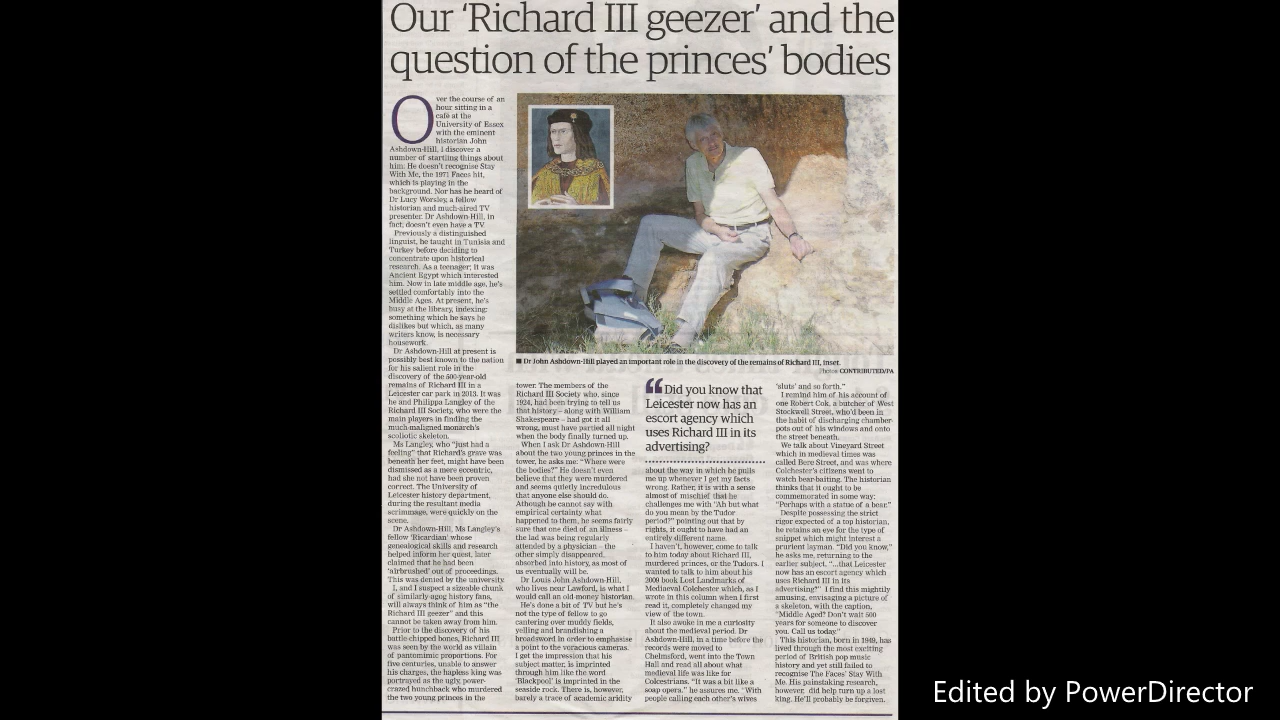 Our ‘Richard III geezer’ and the
question of the princes’ bodies
Over the course of an
hour sitting in a
café at the
University of Essex
with the eminent
historian John
Ashdown-Hill, I discover a
number of startling things about
him. He doesn't recognise Stay
With Me, the 1971 Faces hit,
which is playing in the
background. Nor has he heard of
Dr Lucy Worsley, a fellow
historian and much-aired TV
presenter. Dr Ashdown-Hill, in
fact, doesn't even have a TV.
Previously a distinguished
linguist, he taught in Tunisia and
Turkey before deciding to
concentrate upon historical
research. As a teenager, it was
Ancient Egypt which interested
him. Now in late middle age, he's
settled comfortably into the
Middle Ages. At present, he's
busy at the library, indexing;
something which he says he
dislikes but which, as many
writers know, is necessary
housework.
Dr Ashdown-Hill at present is
possibly best known to the nation
for his salient role in the
discovery of the 500-year-old
remains of Richard III in a
Leicester car park in 2013. It was
he and Philippa Langley of the
Richard III Society, who were the
main players in finding the
much-maligned monarch's
scoliotic skeleton.
Ms Langley, who “just had a
feeling” that Richard's grave was
beneath her feet, might have been
dismissed as a mere eccentric,
had she not have been proven
correct. The University of
Leicester history department,
during the resultant media
scrimmage, were quickly on the
scene.
Dr Ashdown-Hill, Ms Langley's
fellow 'Ricardian' whose
genealogical skills and research
helped inform her quest, later
claimed that he had been
'airbrushed' out of proceedings.
This was denied by the university.
I, and I suspect a sizeable chunk
of similarly agog history fans,
will always think of him as “the
Richard III geezer” and this
cannot be taken away from him.
Prior to the discovery of his
battle-chipped bones, Richard III
was seen by the world as villain
of pantomimic proportions. For
five centuries, unable to answer
his charges, the hapless king was
portrayed as the ugly, power-
crazed hunchback who murdered
the two young princes in the
■ Dr John Ashdown-Hill played an important role in the discovery of the remains of Richard III, inset.
Photos: CONTRIBUTED/PA
tower. The members of the
Richard III Society who, since
1924, had been trying to tell us
that history – along with William
Shakespeare – had got it all
wrong, must have partied all night
when the body finally turned up.
When I ask Dr Ashdown-Hill
about the two young princes in the
tower, he asks me: “Where were
the bodies?” He doesn't even
believe that they were murdered
and seems quietly incredulous
that anyone else should do.
Athough he cannot say with
empirical certainty what
happened to them, he seems fairly
sure that one died of an illness –
the lad was being regularly
attended by a physician – the
other simply disappeared,
absorbed into history, as most of
us eventually will be.
Dr Louis John Ashdown-Hill,
who lives near Lawford, is what I
would call an old-money historian.
He's done a bit of TV but he's
not the type of fellow to go
cantering over muddy fields,
yelling and brandishing a
broadsword in order to emphasise
a point to the voracious cameras.
I get the impression that his
subject matter, is imprinted
through him like the word
'Blackpool' is imprinted in the
seaside rock. There is, however,
barely a trace of academic aridity
“Did you know that
Leicester now has an
escort agency which
uses Richard III in its
advertising?
about the way in which he pulls
me up whenever I get my facts
wrong. Rather, it is with a sense
almost of mischief that he
challenges me with 'Ah but what
do you mean by the Tudor
period?” pointing out that by
rights, it ought to have had an
entirely different name.
I haven't, however, come to talk
to him today about Richard III,
murdered princes, or the Tudors. I
wanted to talk to him about his
2009 book Lost Landmarks of
Mediaeval Colchester which, as I
wrote in this column when I first
read it, completely changed my
view of the town.
It also awoke in me a curiosity
about the medieval period. Dr
Ashdown-Hill, in a time before the
records were moved to
Chelmsford, went into the Town
Hall and read all about what
medieval life was like for
Colcestrians. “It was a bit like a
soap opera,” he assures me. “With
people calling each other's wives
'sluts' and so forth.”
I remind him of his account of
one Robert Cok, a butcher of West
Stockwell Street, who'd been in
the habit of discharging chamber-
pots out of his windows and onto
the street beneath.
We talk about Vineyard Street
which in medieval times was
called Bere Street, and was where
Colchester's citizens went to
watch bear-baiting. The historian
thinks that it ought to be
commemorated in some way:
“Perhaps with a statue of a bear.”
Despite possessing the strict
rigor expected of a top historian,
he retains an eye for the type of
snippet which might interest a
prurient layman. “Did you know,”
he asks me, returning to the
earlier subject. “...that Leicester
now has an escort agency which
uses Richard III in its
advertising?” I find this mightily
amusing, envisaging a picture of
a skeleton, with the caption,
“Middle Aged? Don't wait 500
years for someone to discover
you. Call us today.”
This historian, born in 1949, has
lived through the most exciting
period of British pop music
history and yet still failed to
recognise The Faces' Stay With
Me. His painstaking research,
however, did help turn up a lost
king. He'll probably be forgiven.
Edited by PowerDirector